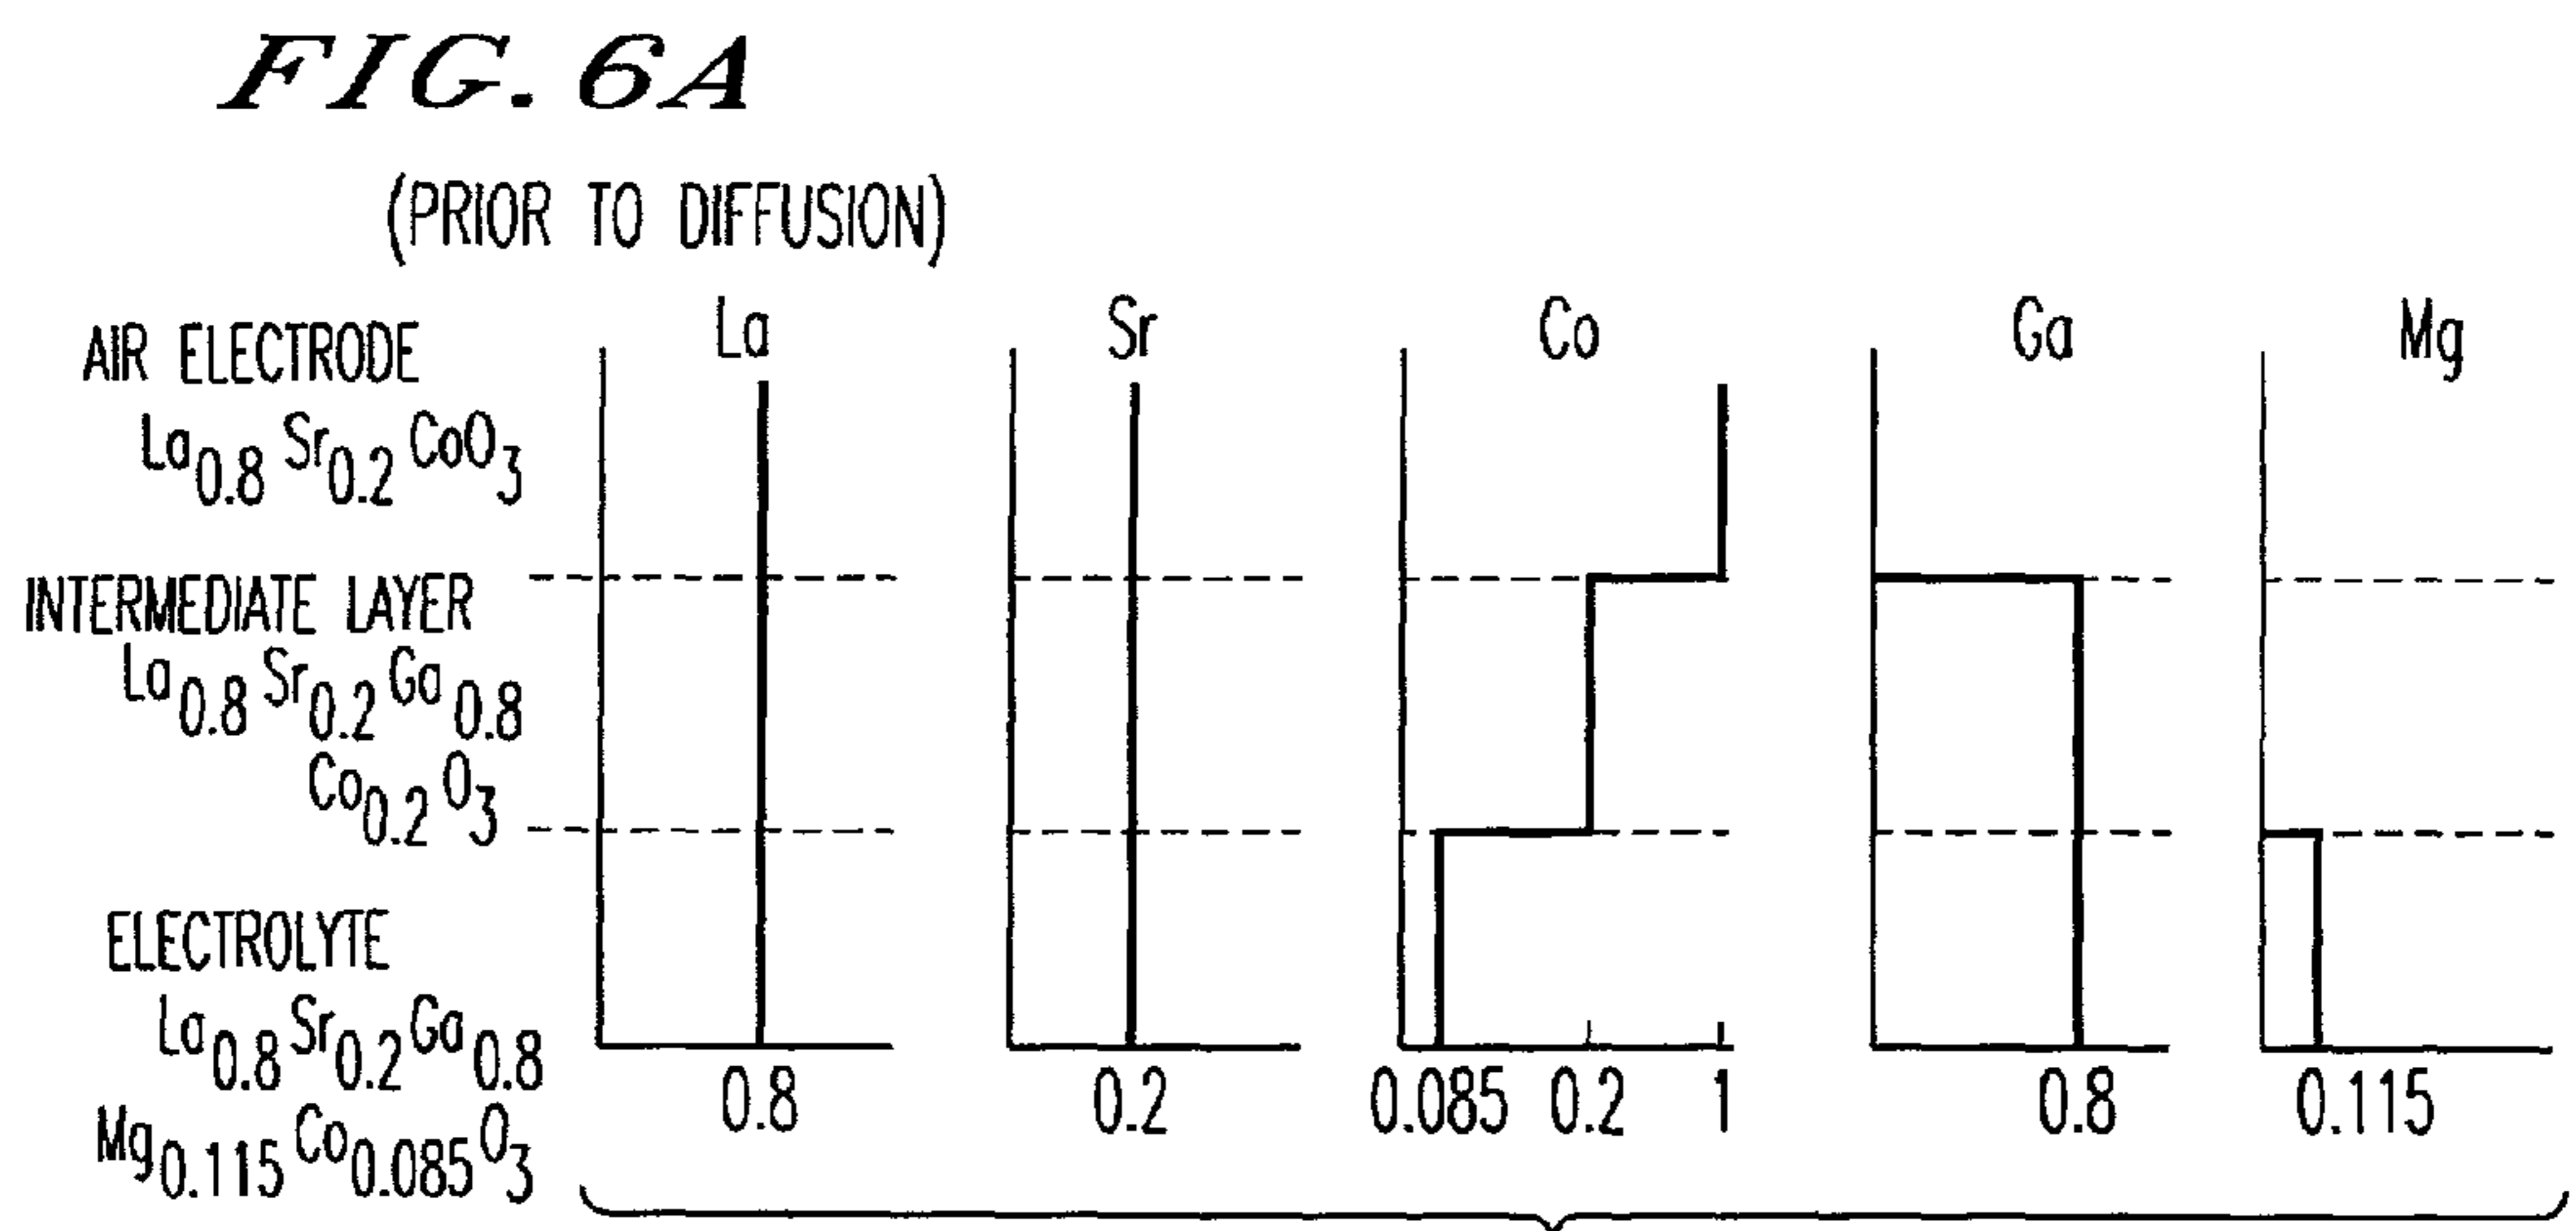 FIG. 6A
(PRIOR TO DIFFUSION)
La Sr Co Ga Mg
AIR ELECTRODE
La0.8 Sr0.2 CoO3
INTERMEDIATE LAYER
La0.8 Sr0.2 Ga0.8
Co0.2 O3
ELECTROLYTE
La0.8 Sr0.2 Ga0.8
Mg0.115 Co0.085 O3
0.8 0.2 0.085 0.2 1 0.8 0.115